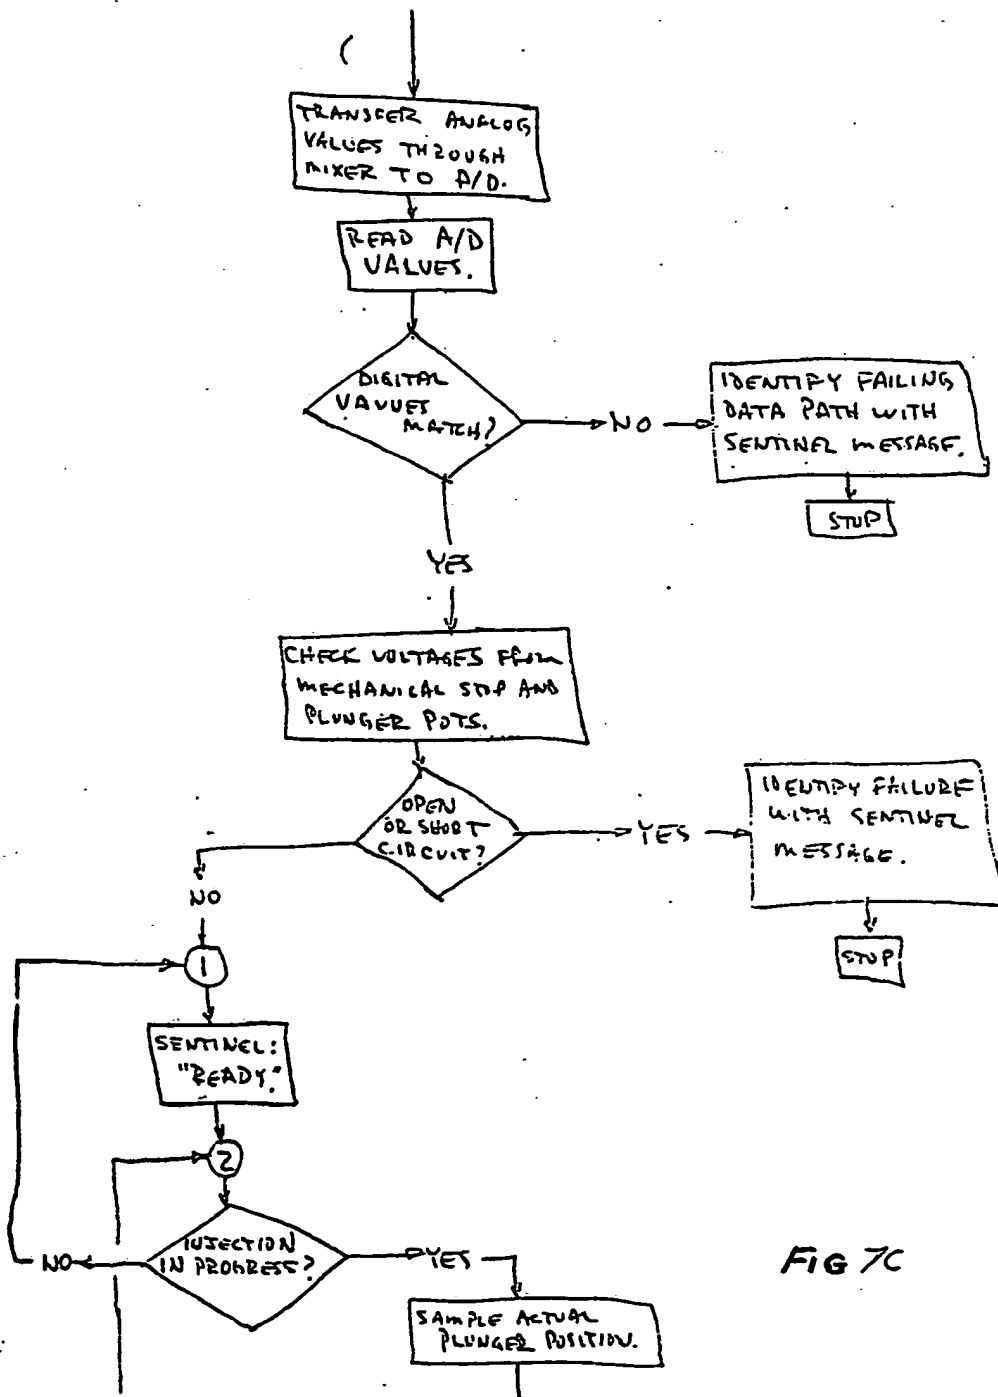 TRANSFER ANALOG
VALUES THROUGH
MIXER TO A/D.
READ A/D
VALUES.
DIGITAL
VAVUES
MATCH?
NO
IDENTIFY FAILING
DATA PATH WITH
SENTINEL MESSAGE.
STOP
YES
CHECK VOLTAGES FROM
MECHANICAL STOP AND
PLUNGER POTS.
OPEN
OR SHORT
CIRCUIT?
YES
IDENTIFY FAILURE
WITH SENTINEL
MESSAGE.
STOP
NO
1
SENTINEL:
"READY."
2
INJECTION
IN PROGRESS?
NO
YES
SAMPLE ACTUAL
PLUNGER POSITION.
FIG 7C